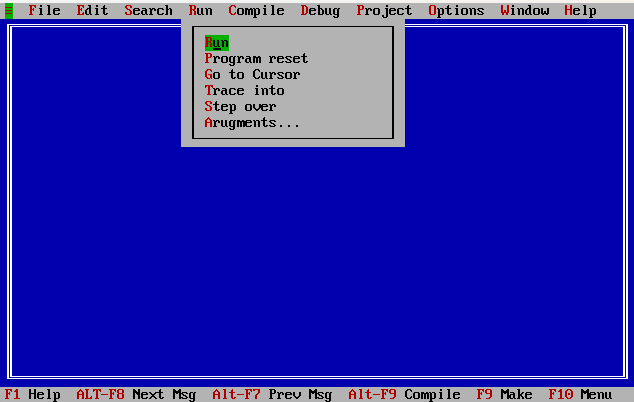 ≡ File Edit Search Run Compile Debug Project Options Window Help
Run
Program reset
Go to Cursor
Trace into
Step over
Arugments...
F1 Help ALT-F8 Next Msg Alt-F7 Prev Msg Alt-F9 Compile F9 Make F10 Menu